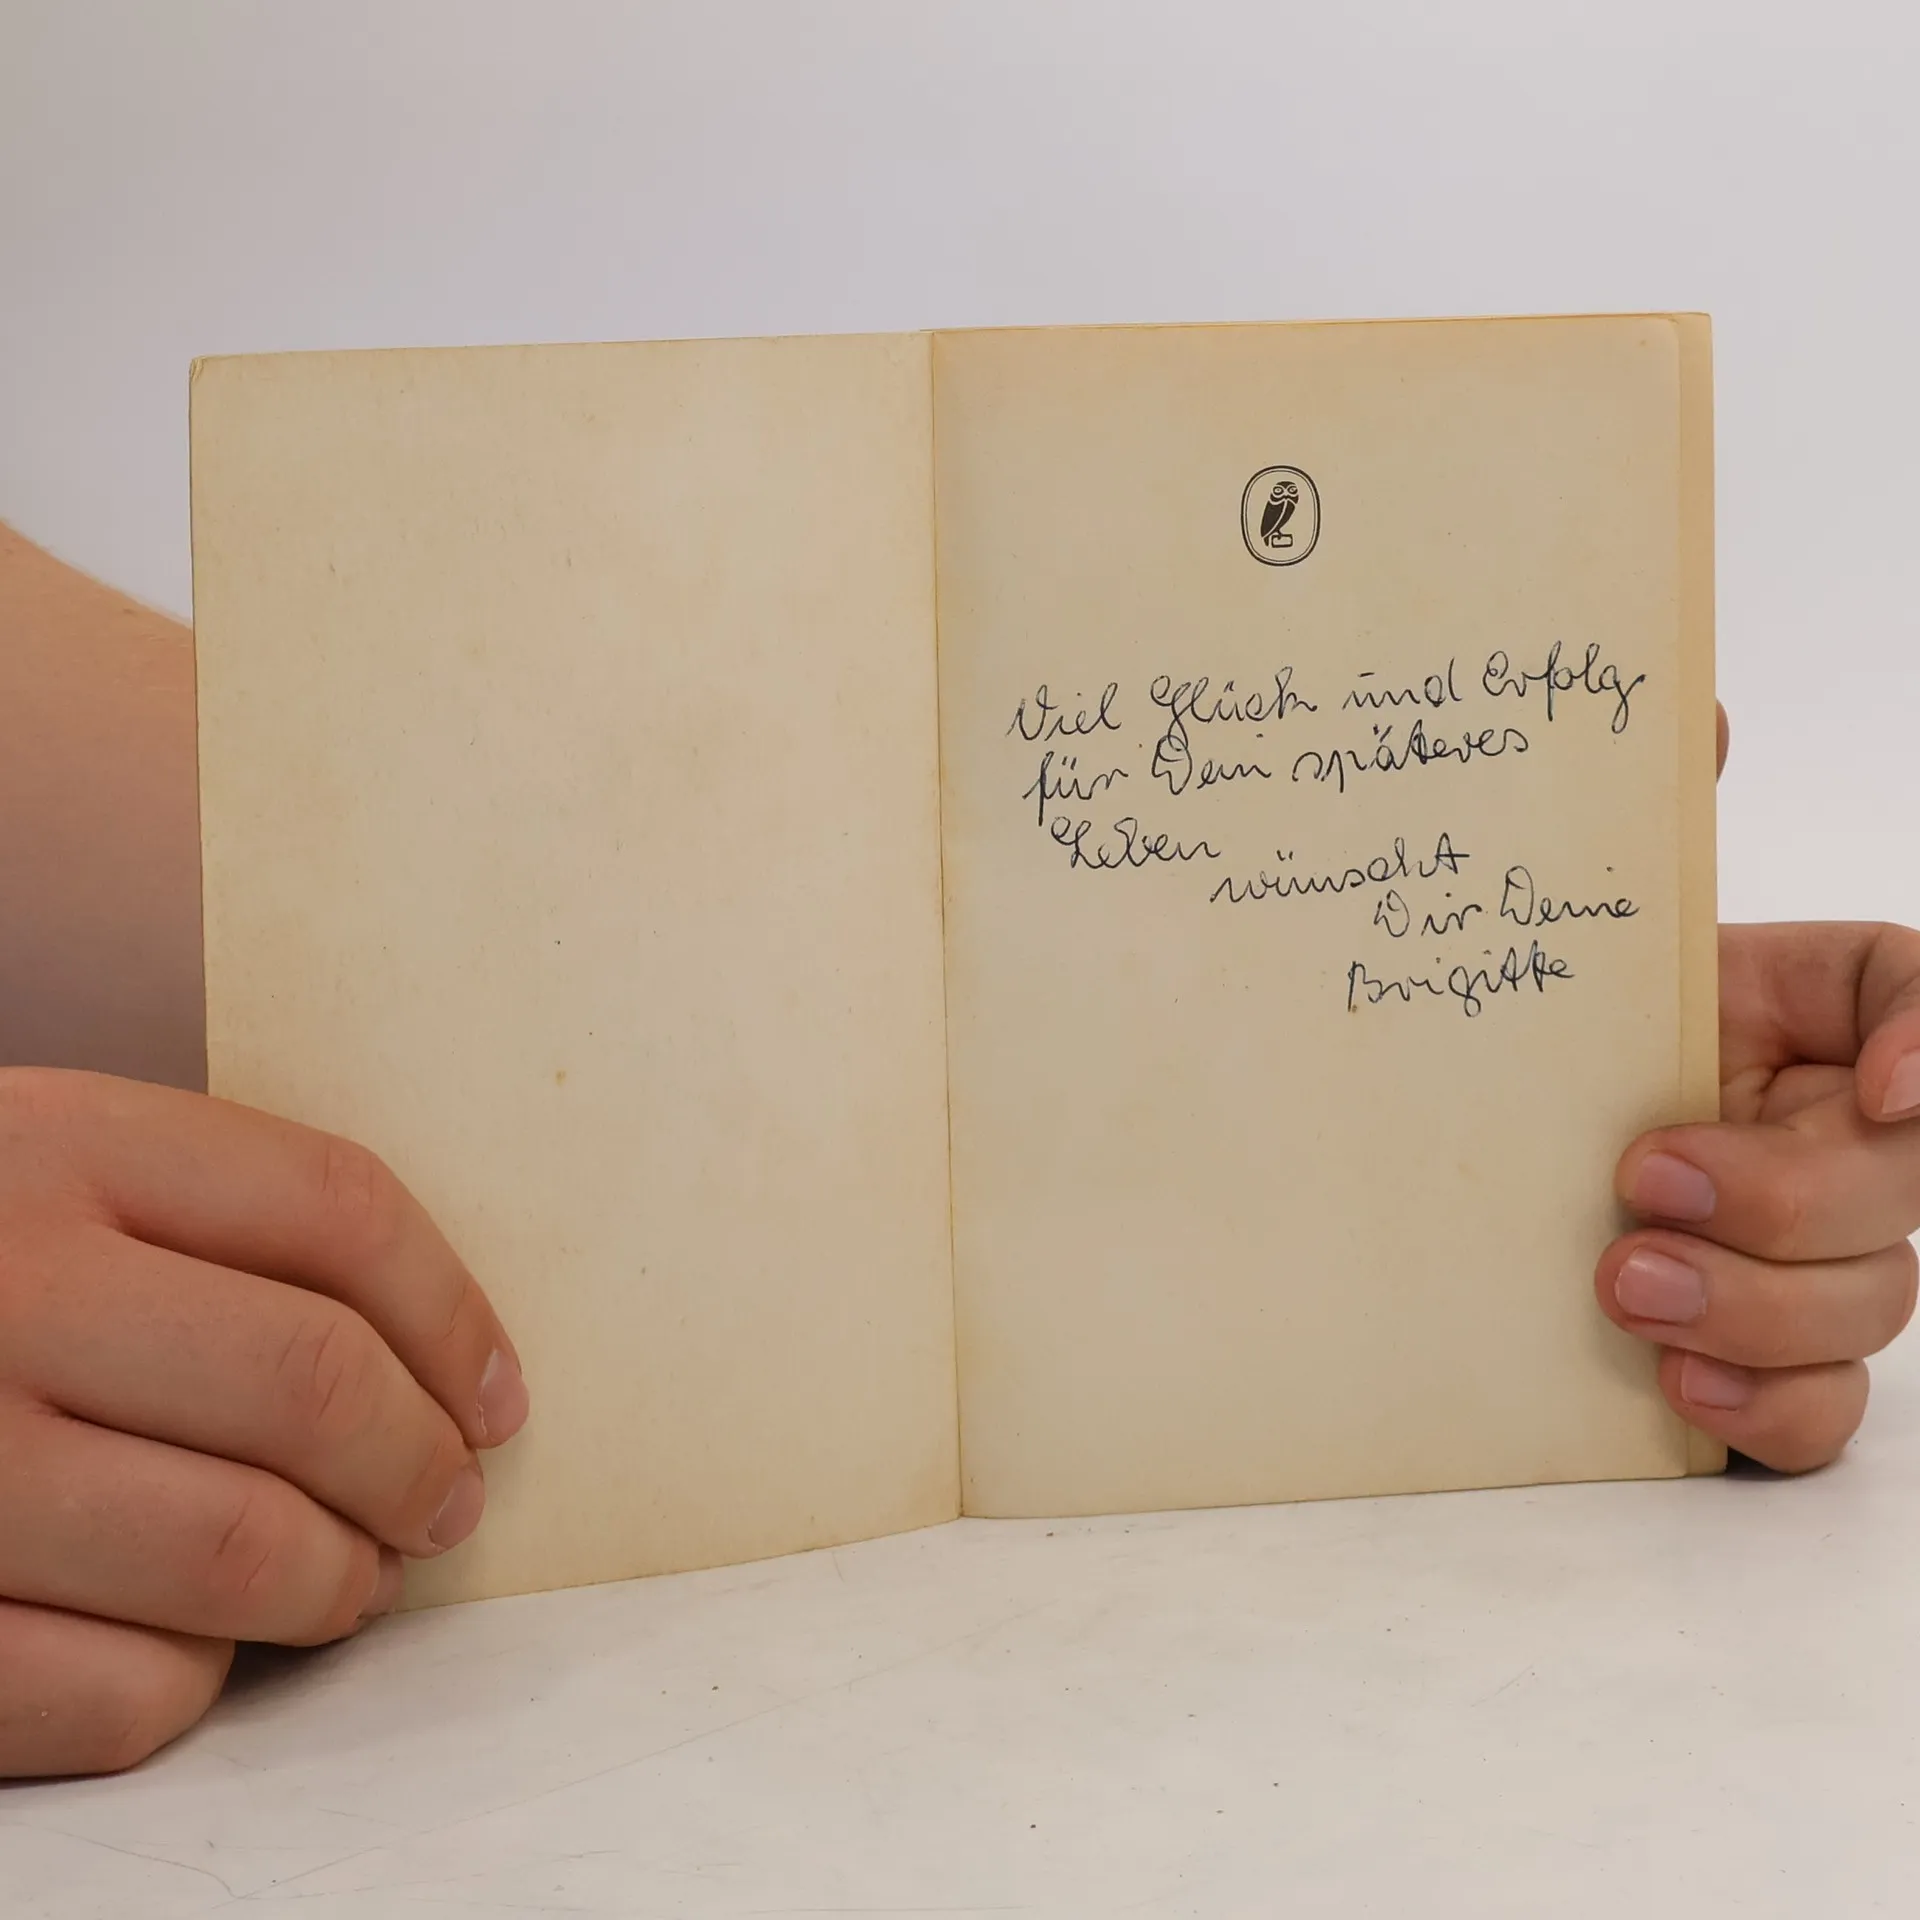 Viel Glück und Erfolg
für Dein späteres
Leben
wünscht
Dir Deine
Brigitte